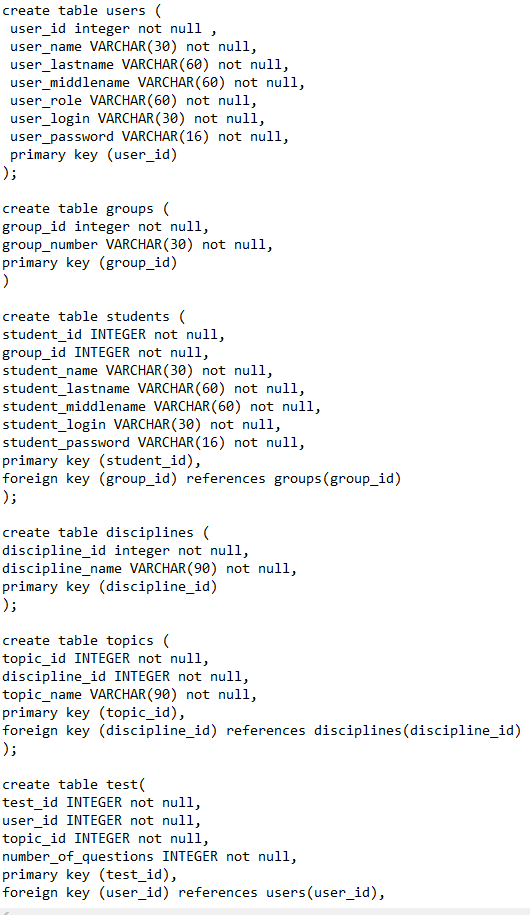 create table users (
user_id integer not null ,
user_name VARCHAR(30) not null,
user_lastname VARCHAR(60) not null,
user_middlename VARCHAR(60) not null,
user_role VARCHAR(60) not null,
user_login VARCHAR(30) not null,
user_password VARCHAR(16) not null,
primary key (user_id)
);
create table groups (
group_id integer not null,
group_number VARCHAR(30) not null,
primary key (group_id)
)
create table students (
student_id INTEGER not null,
group_id INTEGER not null,
student_name VARCHAR(30) not null,
student_lastname VARCHAR(60) not null,
student_middlename VARCHAR(60) not null,
student_login VARCHAR(30) not null,
student_password VARCHAR(16) not null,
primary key (student_id),
foreign key (group_id) references groups(group_id)
);
create table disciplines (
discipline_id integer not null,
discipline_name VARCHAR(90) not null,
primary key (discipline_id)
);
create table topics (
topic_id INTEGER not null,
discipline_id INTEGER not null,
topic_name VARCHAR(90) not null,
primary key (topic_id),
foreign key (discipline_id) references disciplines(discipline_id)
);
create table test(
test_id INTEGER not null,
user_id INTEGER not null,
topic_id INTEGER not null,
number_of_questions INTEGER not null,
primary key (test_id),
foreign key (user_id) references users(user_id),